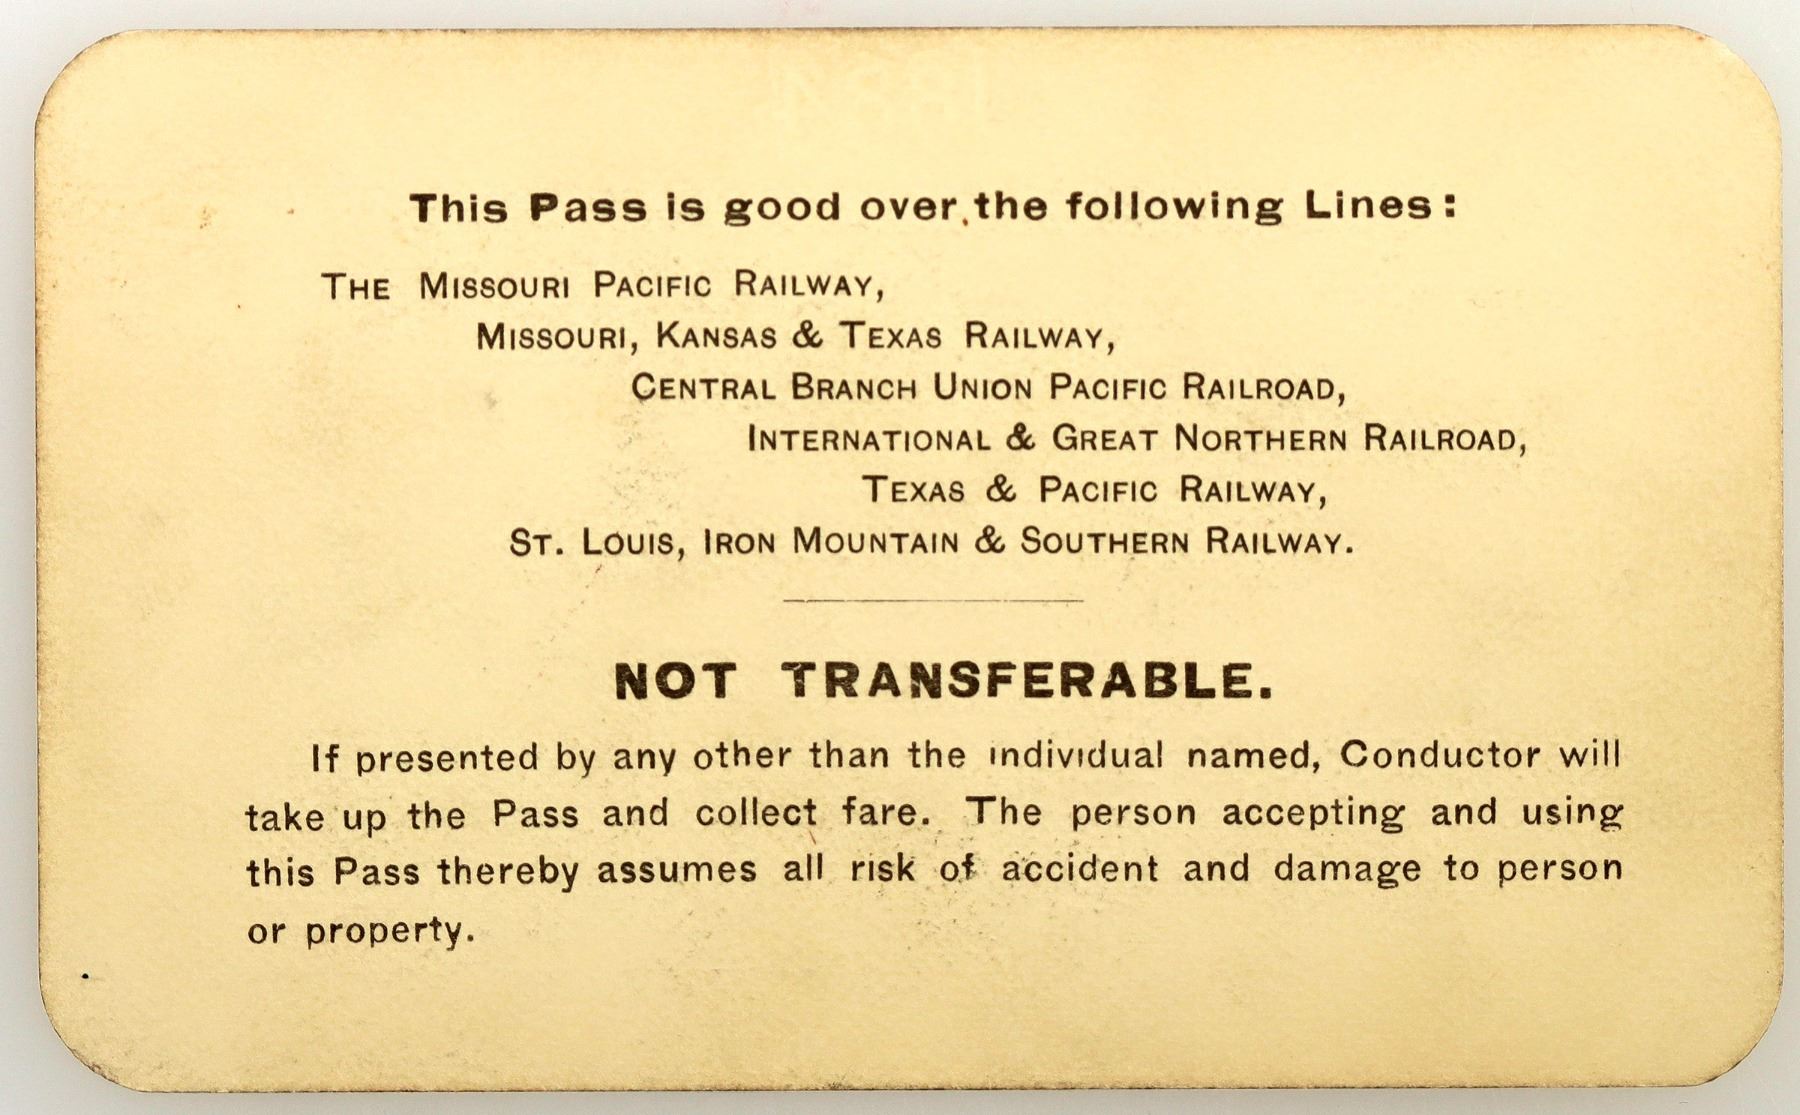 This Pass is good over the following Lines:
THE MISSOURI PACIFIC RAILWAY,
MISSOURI, KANSAS & TEXAS RAILWAY,
CENTRAL BRANCH UNION PACIFIC RAILROAD,
INTERNATIONAL & GREAT NORTHERN RAILROAD,
TEXAS & PACIFIC RAILWAY,
ST. LOUIS, IRON MOUNTAIN & SOUTHERN RAILWAY.
NOT TRANSFERABLE.
If presented by any other than the individual named, Conductor will
take up the Pass and collect fare. The person accepting and using
this Pass thereby assumes all risk of accident and damage to person
or property.